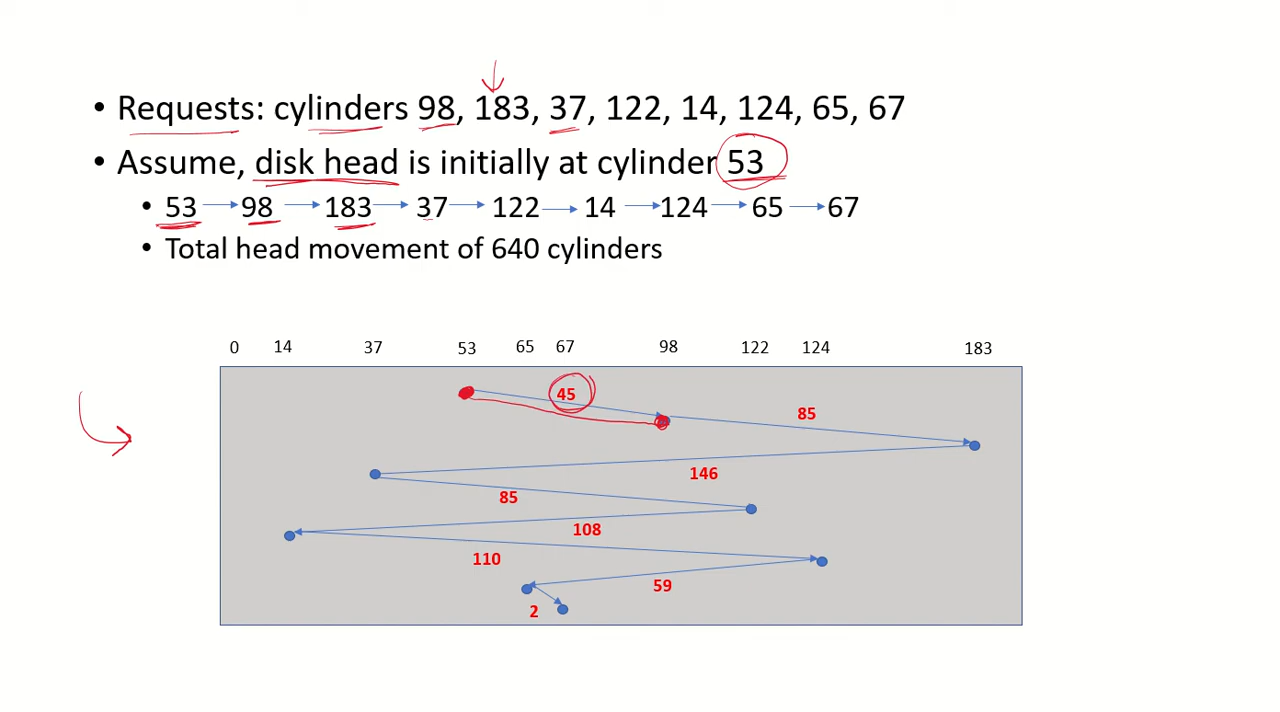 • Requests: cylinders 98, 183, 37, 122, 14, 124, 65, 67
• Assume, disk head is initially at cylinder 53
• 53 → 98 → 183 → 37 → 122 → 14 → 124 → 65 → 67
• Total head movement of 640 cylinders
0 14 37 53 65 67 98 122 124 183
45
85
146
85
108
110
59
2